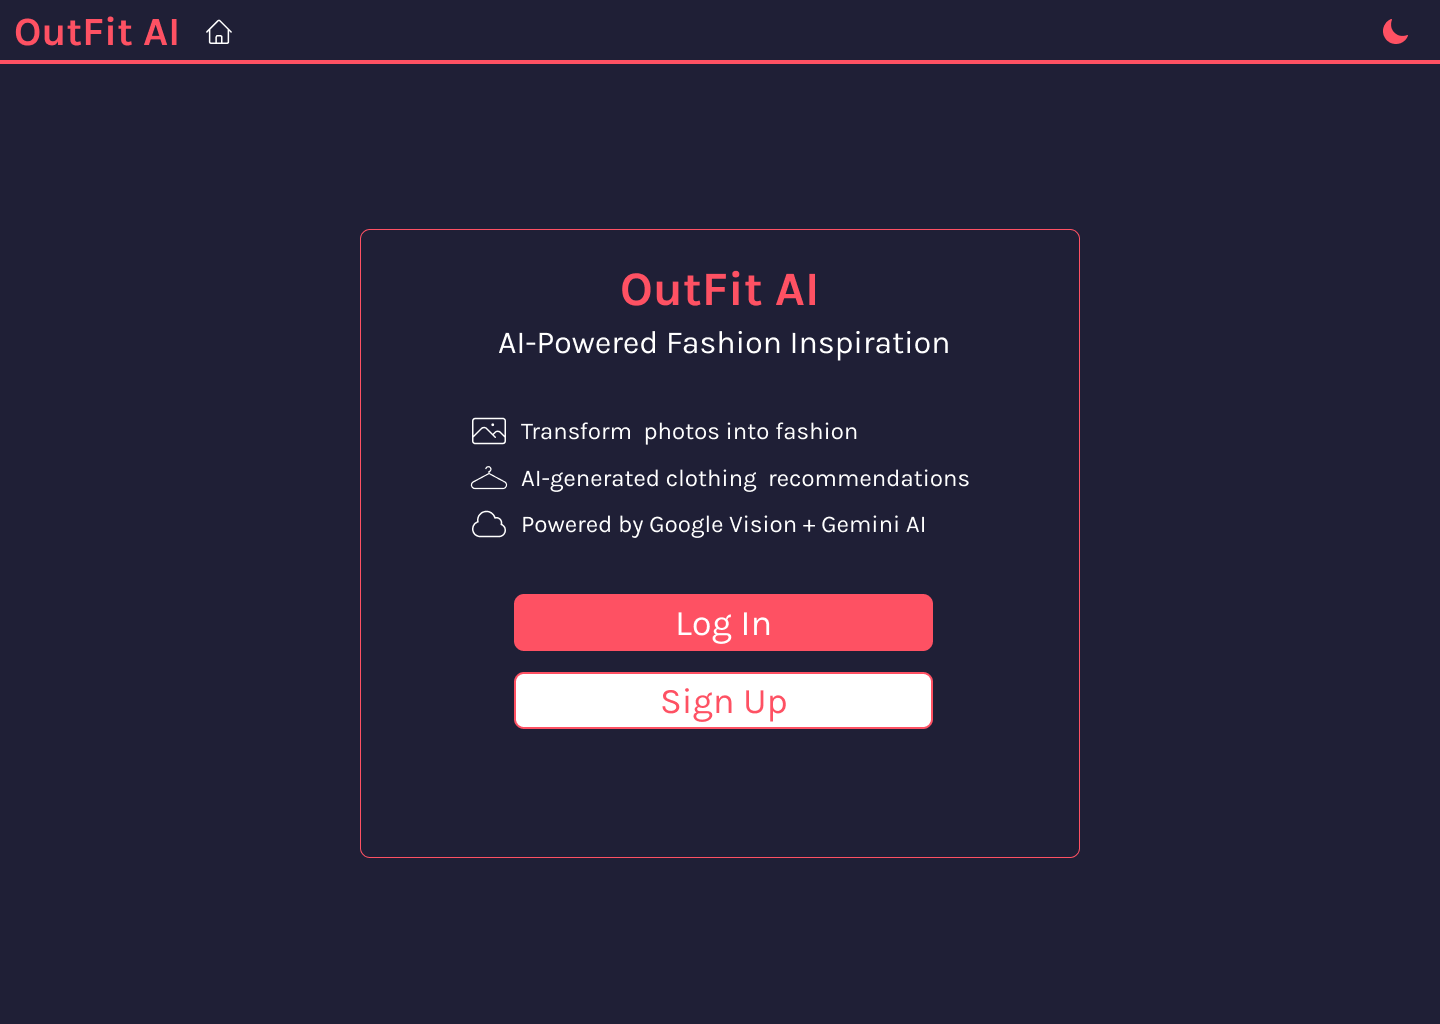 OutFit AI
OutFit AI
AI-Powered Fashion Inspiration
Transform  photos into fashion
AI-generated clothing  recommendations
Powered by Google Vision + Gemini AI
Log In
Sign Up